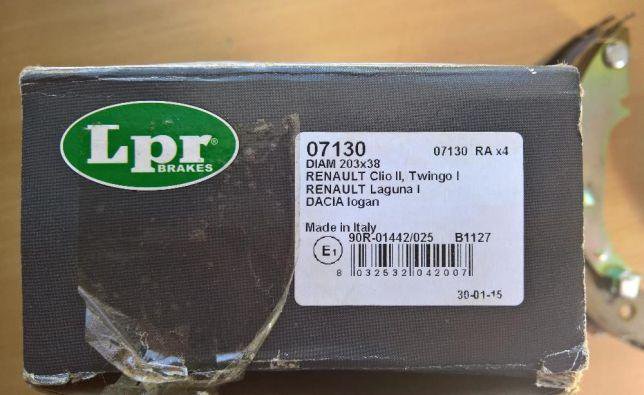 Lpr®
BRAKES
07130 07130 RA x4
DIAM 203x38
RENAULT Clio II, Twingo I
RENAULT Laguna I
DACIA logan
Made in Italy
E1 90R-01442/025 B1127
8 032532 042007
30-01-15